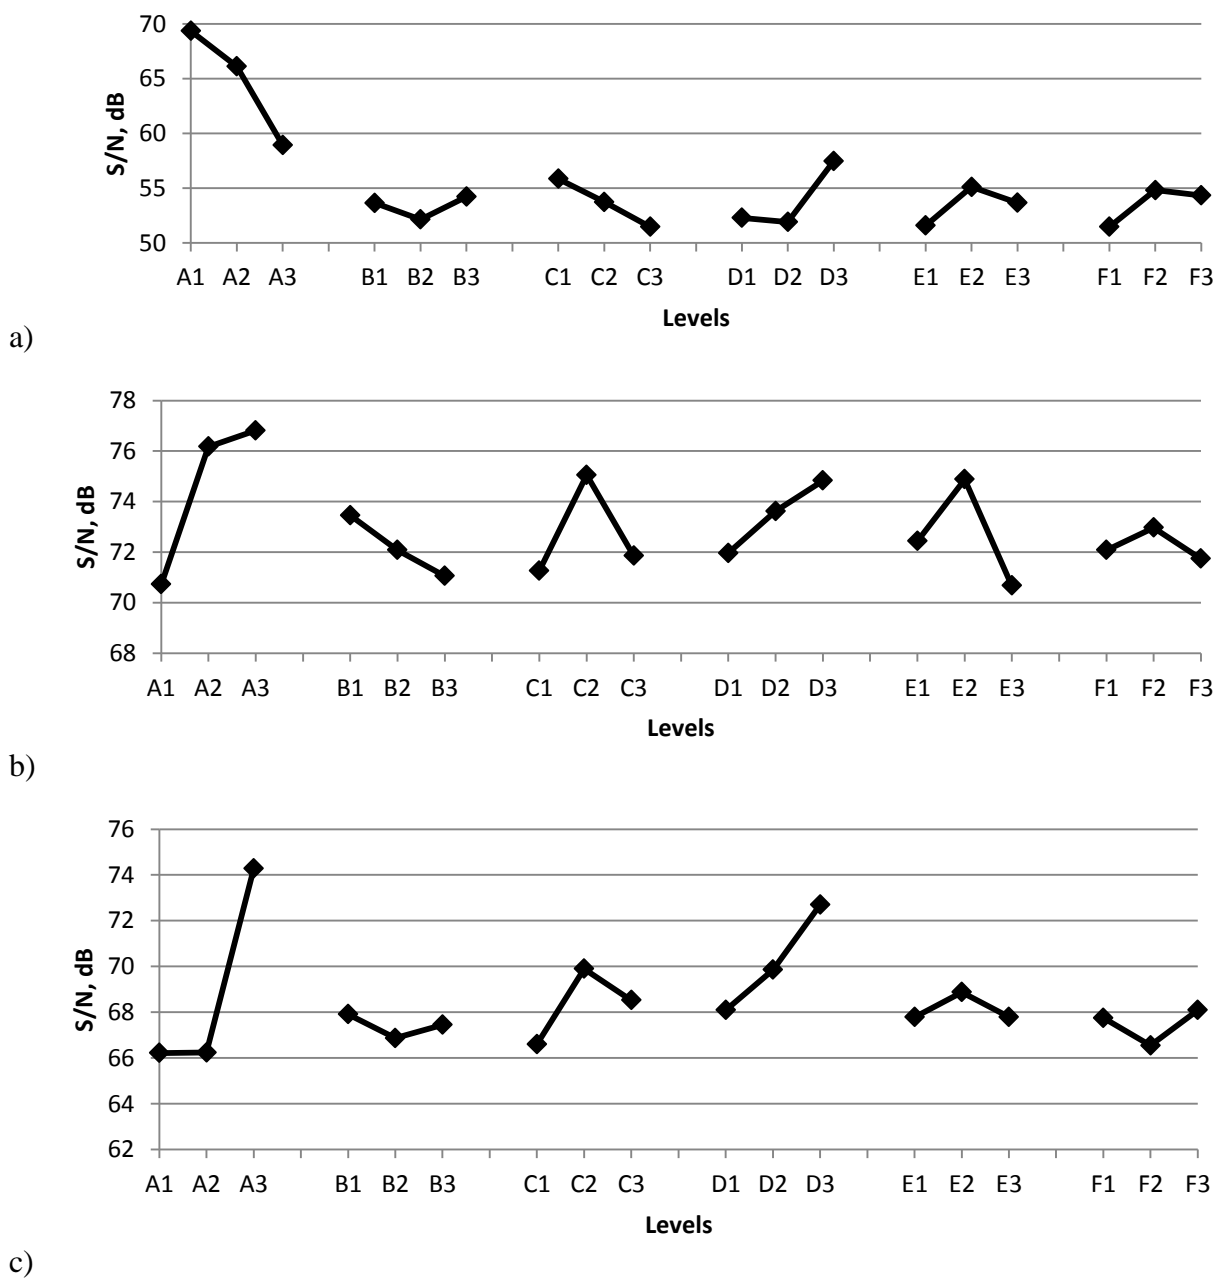 70
65
60
55
50
S/N, dB
A1 A2 A3 B1 B2 B3 C1 C2 C3 D1 D2 D3 E1 E2 E3 F1 F2 F3
Levels
a)
78
76
74
72
70
68
S/N, dB
A1 A2 A3 B1 B2 B3 C1 C2 C3 D1 D2 D3 E1 E2 E3 F1 F2 F3
Levels
b)
76
74
72
70
68
66
64
62
S/N, dB
A1 A2 A3 B1 B2 B3 C1 C2 C3 D1 D2 D3 E1 E2 E3 F1 F2 F3
Levels
c)